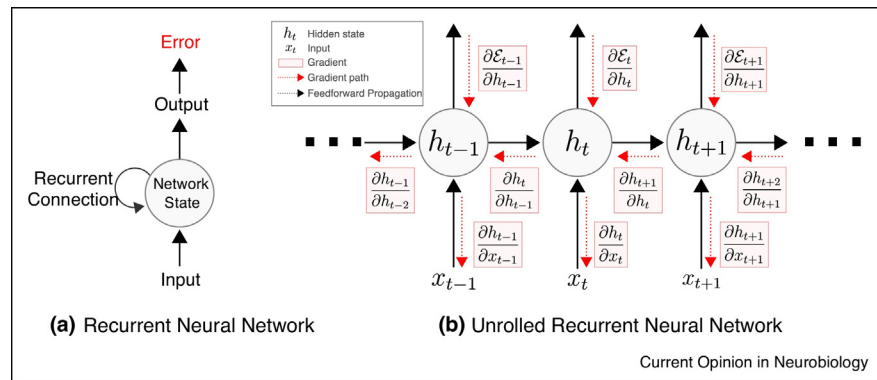 Error
Output
Recurrent
Connection
Network
State
Input
(a) Recurrent Neural Network
h_t Hidden state
x_t Input
Gradient
Gradient path
Feedforward Propagation
∂ℰ_{t−1}/∂h_{t−1}
∂ℰ_t/∂h_t
∂ℰ_{t+1}/∂h_{t+1}
h_{t−1}
h_t
h_{t+1}
∂h_{t−1}/∂h_{t−2}
∂h_t/∂h_{t−1}
∂h_{t+1}/∂h_t
∂h_{t+2}/∂h_{t+1}
∂h_{t−1}/∂x_{t−1}
∂h_t/∂x_t
∂h_{t+1}/∂x_{t+1}
x_{t−1}
x_t
x_{t+1}
(b) Unrolled Recurrent Neural Network
Current Opinion in Neurobiology